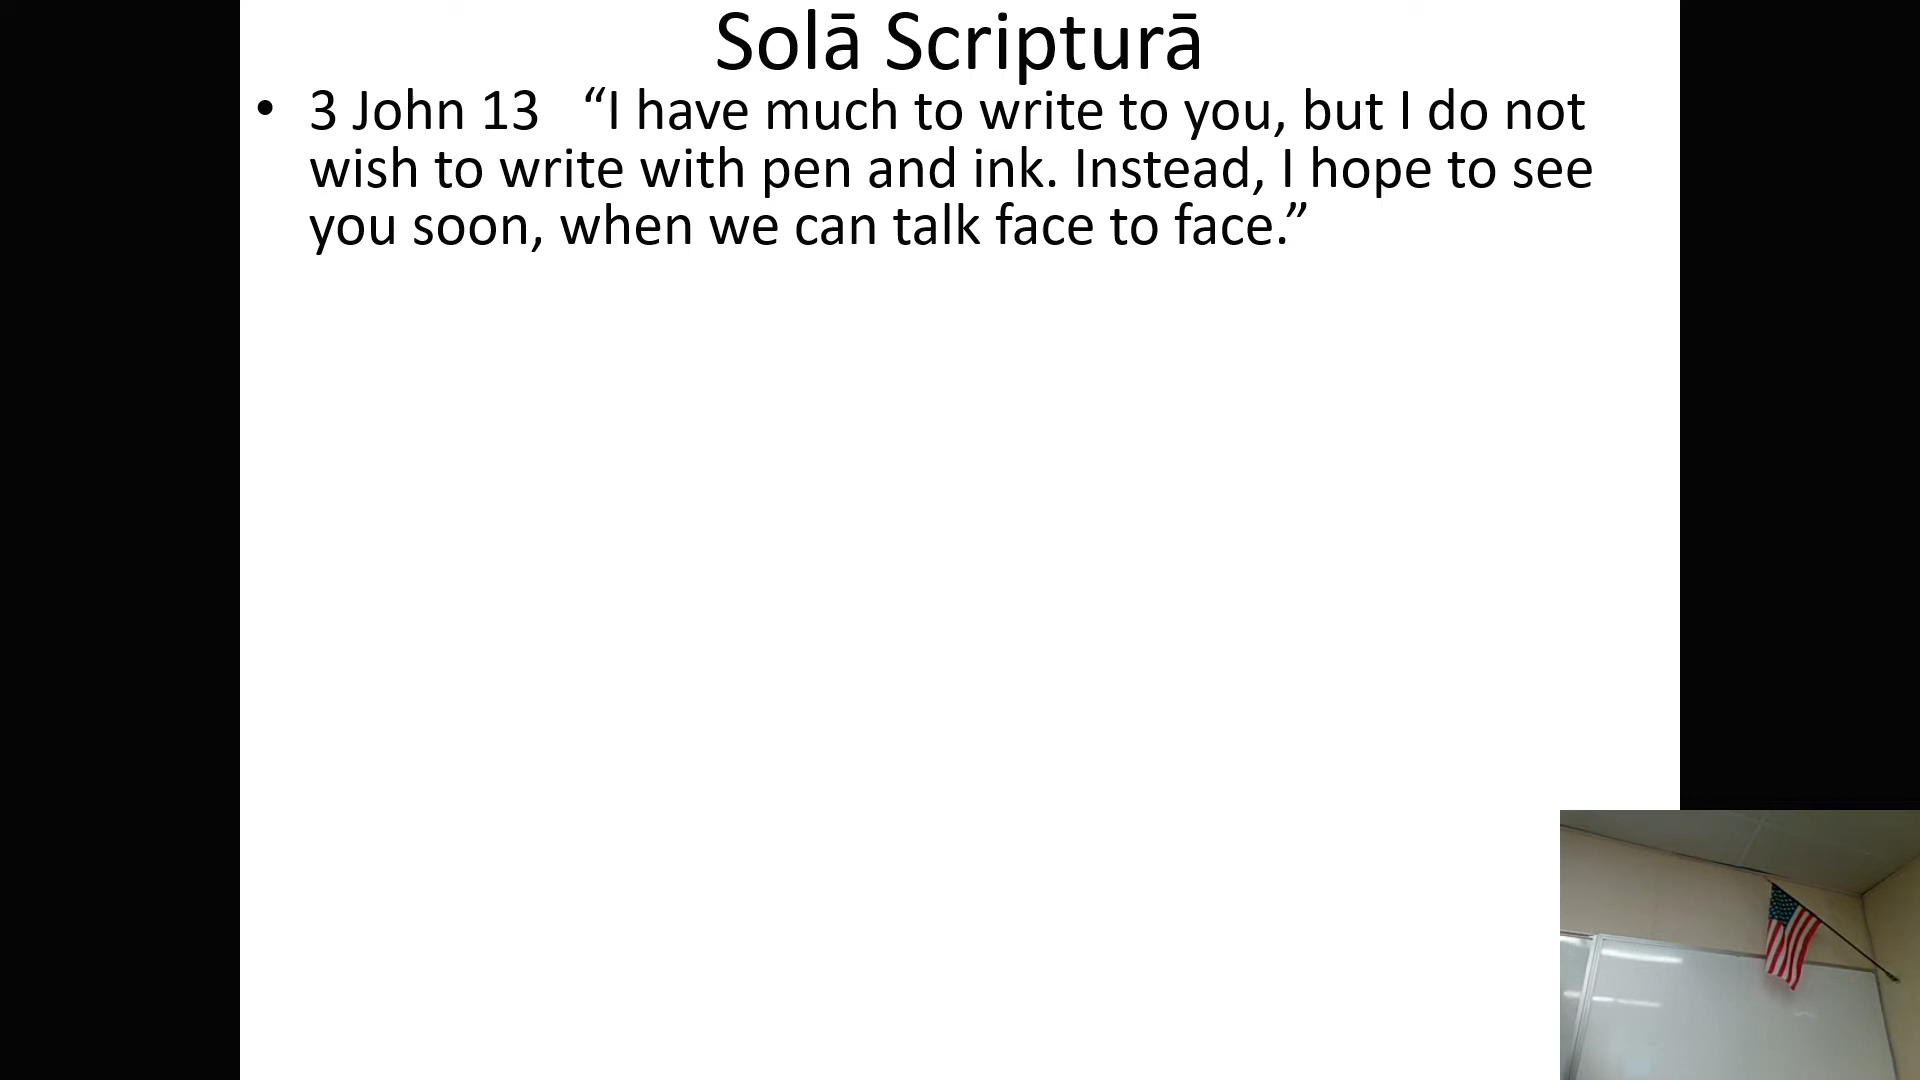 Solā Scripturā
• 3 John 13 “I have much to write to you, but I do not
wish to write with pen and ink. Instead, I hope to see
you soon, when we can talk face to face.”